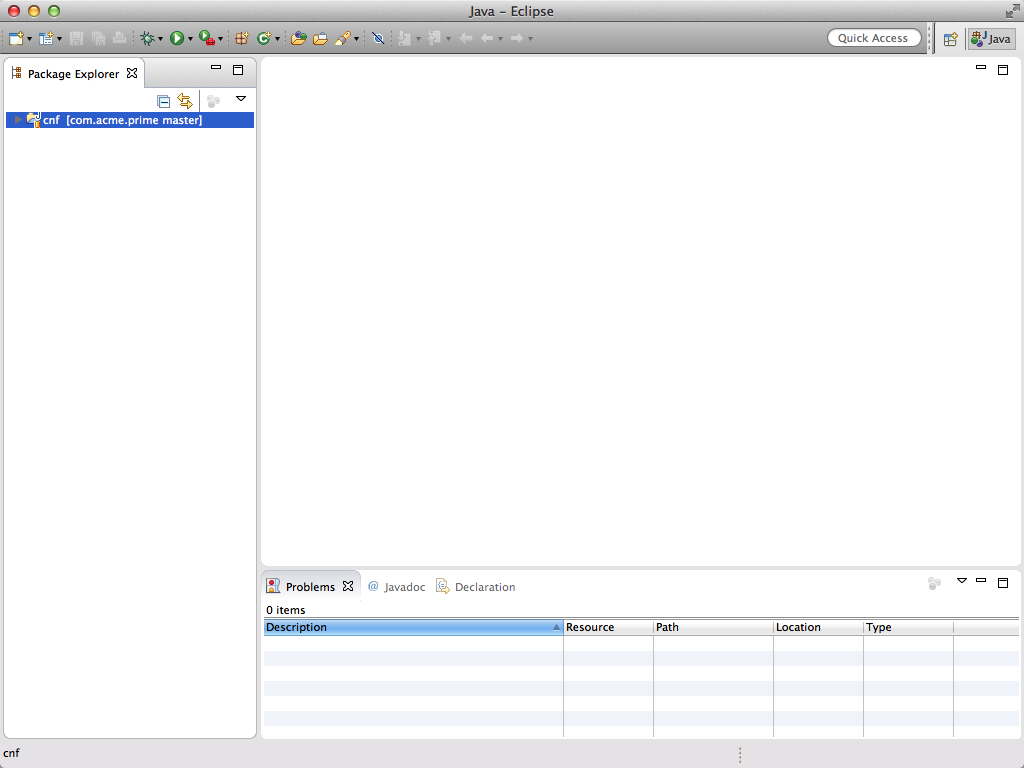 Java – Eclipse
Quick Access
Java
Package Explorer
cnf [com.acme.prime master]
Problems @ Javadoc Declaration
0 items
Description Resource Path Location Type
cnf